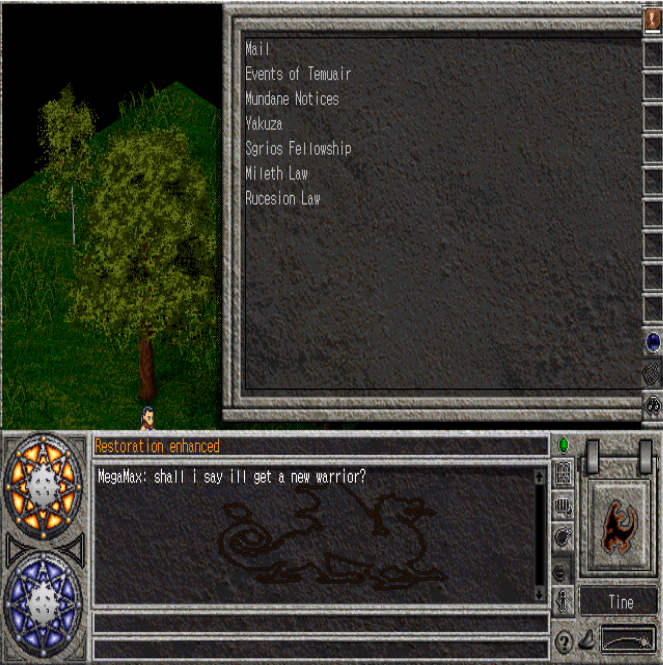 Mail
Events of Temuair
Mundane Notices
Yakuza
Sgrios Fellowship
Mileth Law
Rucesion Law
Restoration enhanced
MegaMax: shall i say ill get a new warrior?
Tine
?